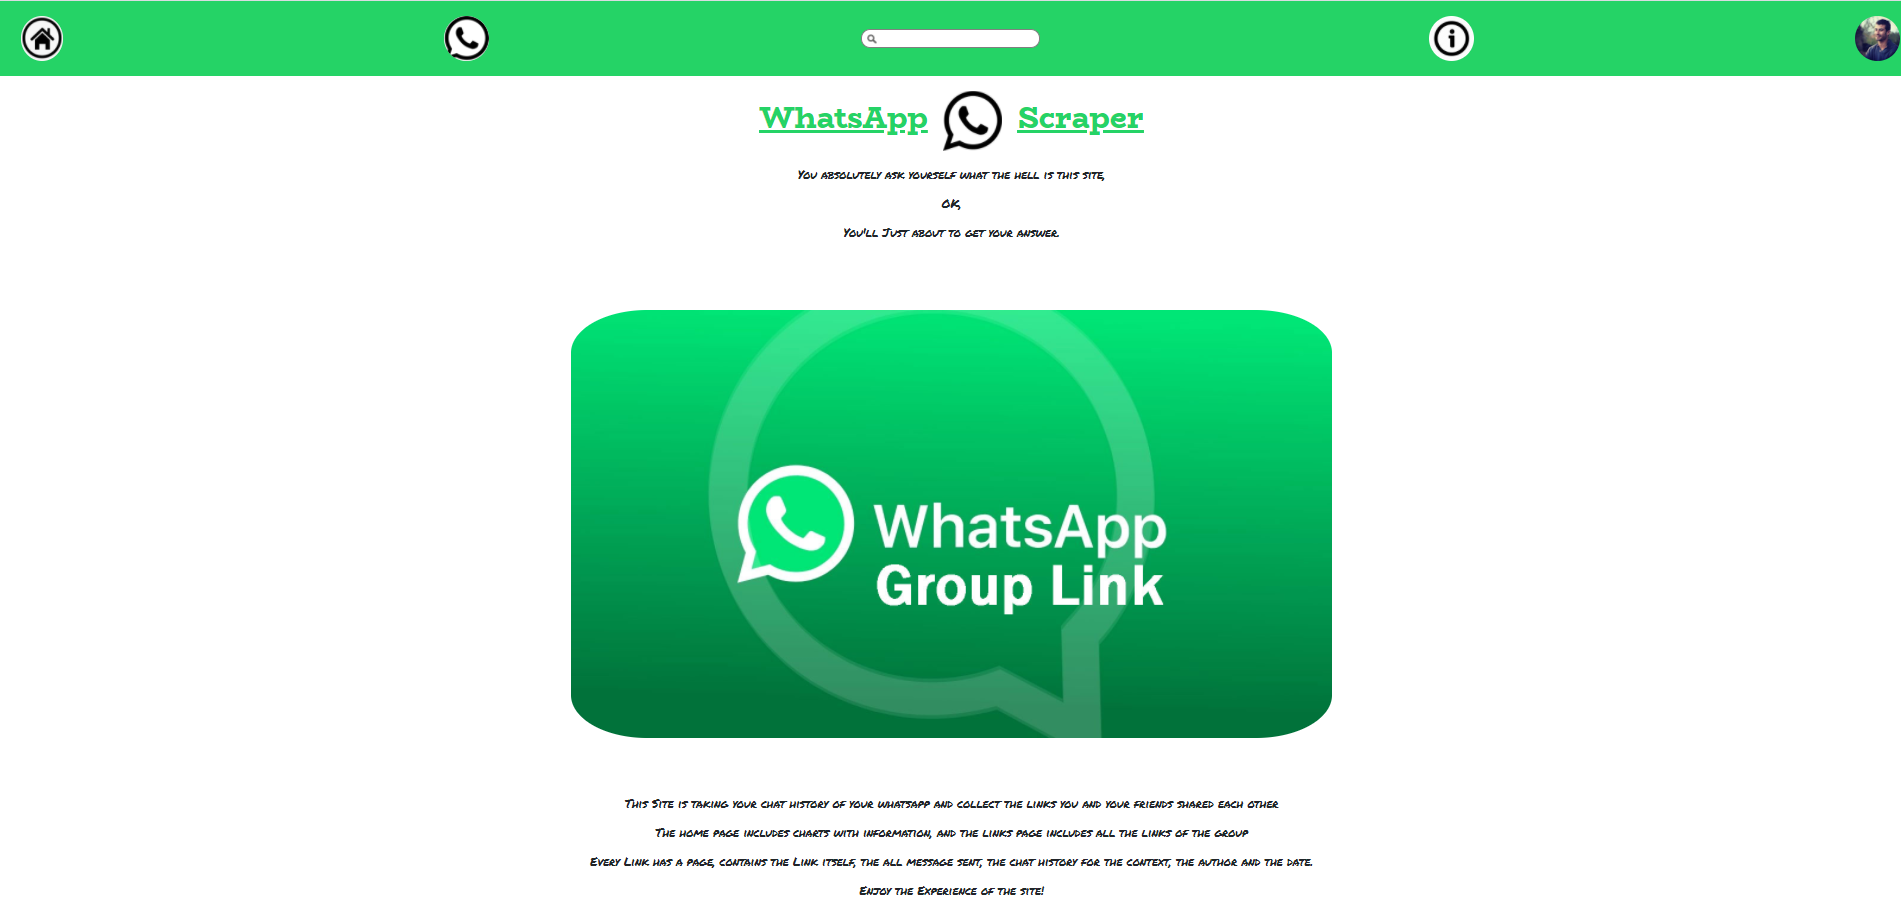 WhatsApp Scraper
You absolutely ask yourself what the hell is this site,
OK,
You'll Just about to get your answer.
WhatsApp
Group Link
This Site is taking your chat history of your whatsapp and collect the links you and your friends shared each other
The home page includes charts with information, and the links page includes all the links of the group
Every Link has a page, contains the Link itself, the all message sent, the chat history for the context, the author and the date.
Enjoy the Experience of the site!